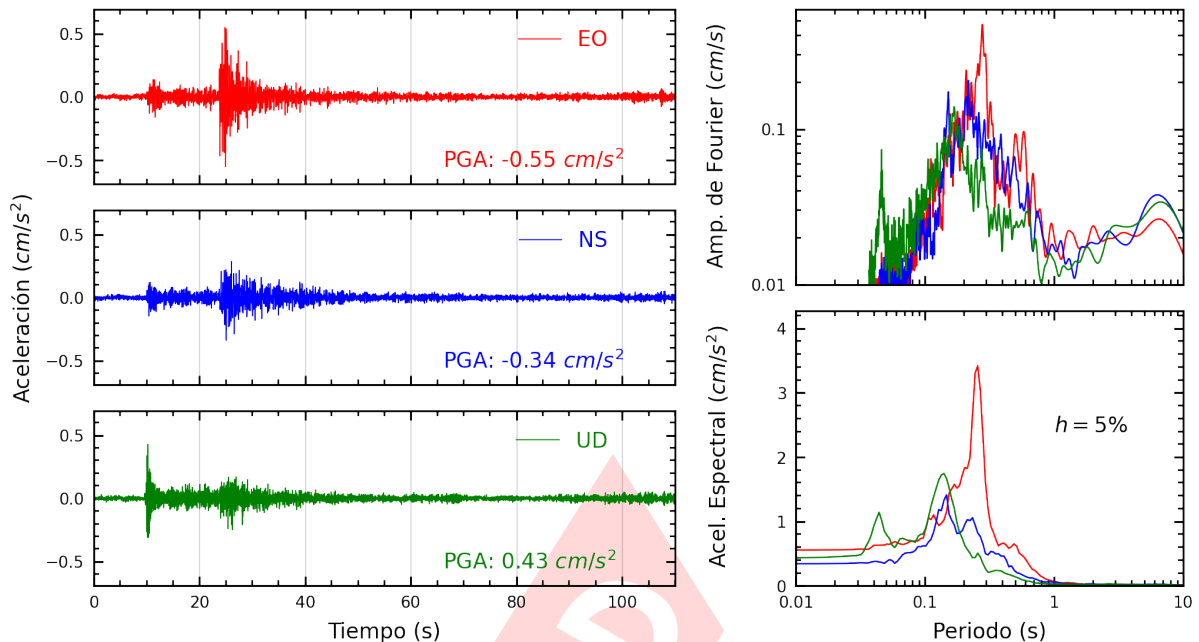 Aceleración (cm/s²)
0.5
0.0
−0.5
EO
PGA: -0.55 cm/s²
0.5
0.0
−0.5
NS
PGA: -0.34 cm/s²
0.5
0.0
−0.5
UD
PGA: 0.43 cm/s²
0 20 40 60 80 100
Tiempo (s)
Amp. de Fourier (cm/s)
0.1
0.01
Acel. Espectral (cm/s²)
4
3
2
1
0
h = 5%
0.01 0.1 1 10
Periodo (s)